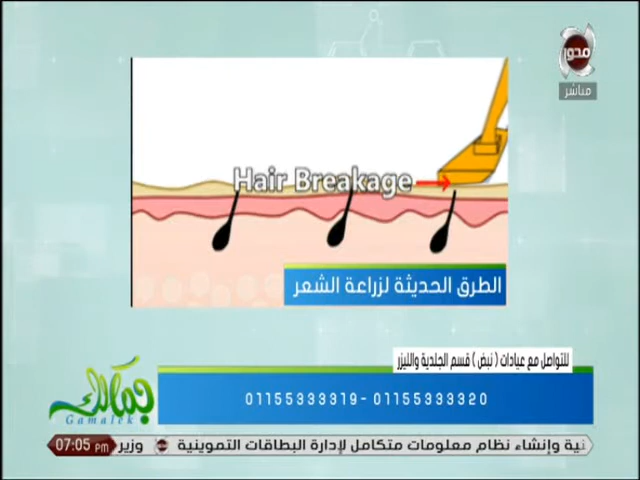 محور
مباشر
Hair Breakage
الطرق الحديثة لزراعة الشعر
للتواصل مع عيادات ( نبض ) قسم الجلدية والليزر
01155333319 - 01155333320
جمالك
Gamalek
07:05 PM
نية وإنشاء نظام معلومات متكامل لإدارة البطاقات التموينية
وزير